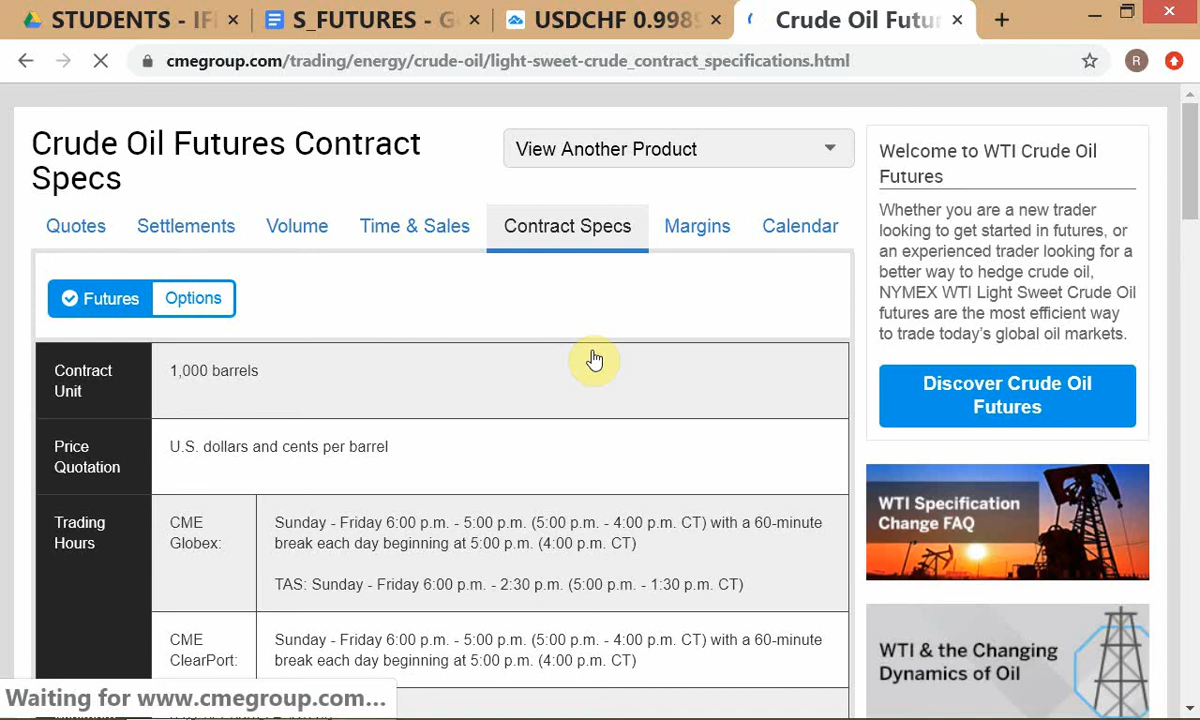 STUDENTS - IF
S_FUTURES - G
USDCHF 0.998
Crude Oil Futur
cmegroup.com/trading/energy/crude-oil/light-sweet-crude_contract_specifications.html
R
Crude Oil Futures Contract
Specs
View Another Product
Quotes
Settlements
Volume
Time & Sales
Contract Specs
Margins
Calendar
Futures
Options
Contract
Unit
1,000 barrels
Price
Quotation
U.S. dollars and cents per barrel
Trading
Hours
CME
Globex:
Sunday - Friday 6:00 p.m. - 5:00 p.m. (5:00 p.m. - 4:00 p.m. CT) with a 60-minute
break each day beginning at 5:00 p.m. (4:00 p.m. CT)
TAS: Sunday - Friday 6:00 p.m. - 2:30 p.m. (5:00 p.m. - 1:30 p.m. CT)
CME
ClearPort:
Sunday - Friday 6:00 p.m. - 5:00 p.m. (5:00 p.m. - 4:00 p.m. CT) with a 60-minute
break each day beginning at 5:00 p.m. (4:00 p.m. CT)
Welcome to WTI Crude Oil
Futures
Whether you are a new trader
looking to get started in futures, or
an experienced trader looking for a
better way to hedge crude oil,
NYMEX WTI Light Sweet Crude Oil
futures are the most efficient way
to trade today's global oil markets.
Discover Crude Oil
Futures
WTI Specification
Change FAQ
WTI & the Changing
Dynamics of Oil
Waiting for www.cmegroup.com...